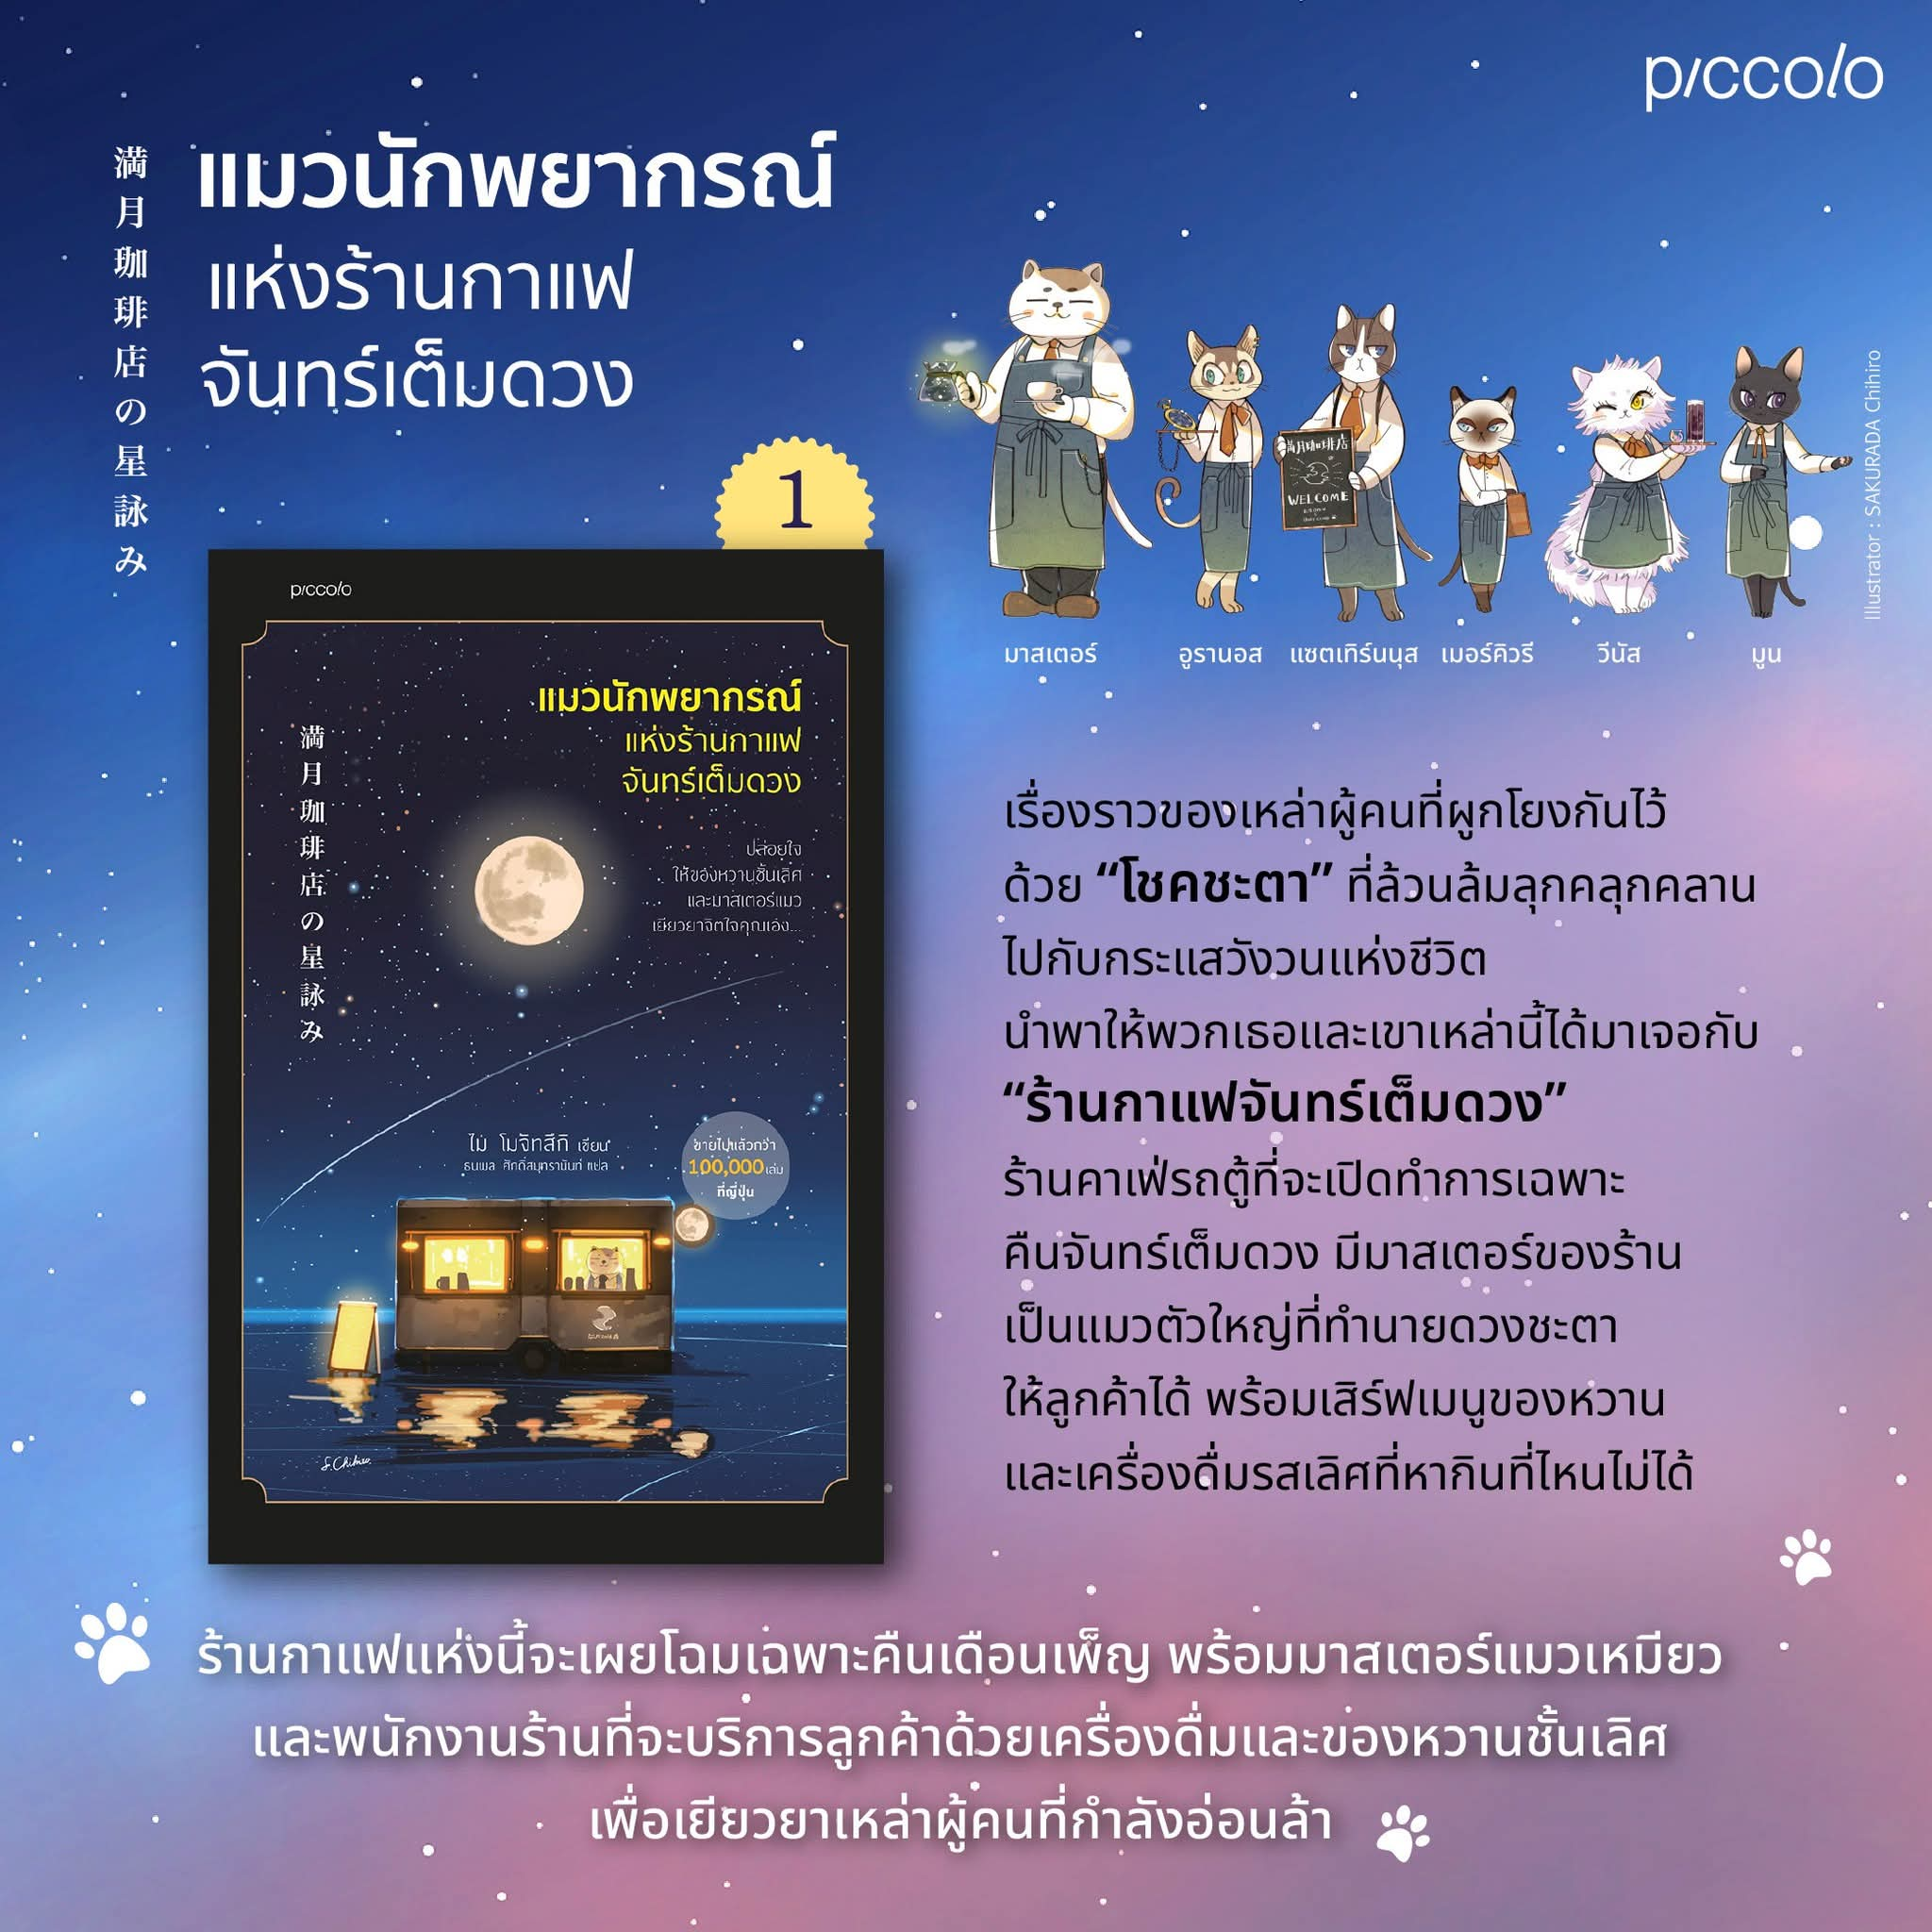 piccolo
満月珈琲店の星詠み
แมวนักพยากรณ์
แห่งร้านกาแฟ
จันทร์เต็มดวง
1
満月珈琲店
WELCOME
มาสเตอร์
อูรานอส
แซตเทิร์นนุส
เมอร์คิวรี
วีนัส
มูน
Illustrator : SAKURADA Chihiro
piccolo
แมวนักพยากรณ์
แห่งร้านกาแฟ
จันทร์เต็มดวง
満月珈琲店の星詠み
ปล่อยใจ
ให้ของหวานชั้นเลิศ
และมาสเตอร์แมว
เยียวยาจิตใจคุณเอง...
ไม โมจิทสึกิ เขียน
ธนพล ศักดิ์สมุทรานันท์ แปล
ขายไปแล้วกว่า
100,000 เล่ม
ที่ญี่ปุ่น
เรื่องราวของเหล่าผู้คนที่ผูกโยงกันไว้
ด้วย “โชคชะตา” ที่ล้วนล้มลุกคลุกคลาน
ไปกับกระแสวังวนแห่งชีวิต
นำพาให้พวกเธอและเขาเหล่านี้ได้มาเจอกับ
“ร้านกาแฟจันทร์เต็มดวง”
ร้านคาเฟ่รถตู้ที่จะเปิดทำการเฉพาะ
คืนจันทร์เต็มดวง มีมาสเตอร์ของร้าน
เป็นแมวตัวใหญ่ที่ทำนายดวงชะตา
ให้ลูกค้าได้ พร้อมเสิร์ฟเมนูของหวาน
และเครื่องดื่มรสเลิศที่หากินที่ไหนไม่ได้
ร้านกาแฟแห่งนี้จะเผยโฉมเฉพาะคืนเดือนเพ็ญ พร้อมมาสเตอร์แมวเหมียว
และพนักงานร้านที่จะบริการลูกค้าด้วยเครื่องดื่มและของหวานชั้นเลิศ
เพื่อเยียวยาเหล่าผู้คนที่กำลังอ่อนล้า